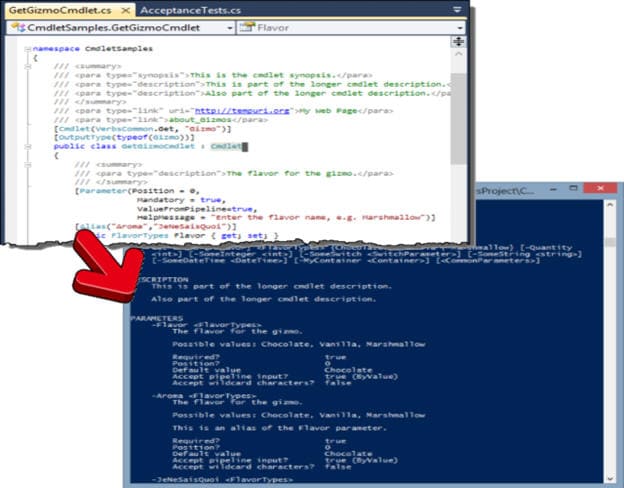 GetGizmoCmdlet.cs × AcceptanceTests.cs
CmdletSamples.GetGizmoCmdlet Flavor
namespace CmdletSamples
{
/// <summary>
/// <para type="synopsis">This is the cmdlet synopsis.</para>
/// <para type="description">This is part of the longer cmdlet description.</
/// <para type="description">Also part of the longer cmdlet description.</pa
/// </summary>
/// <para type="link" uri="http://tempuri.org">My Web Page</para>
/// <para type="link">about_Gizmos</para>
[Cmdlet(VerbsCommon.Get, "Gizmo")]
[OutputType(typeof(Gizmo))]
public class GetGizmoCmdlet : Cmdlet
{
/// <summary>
/// <para type="description">The flavor for the gizmo.</para>
/// </summary>
[Parameter(Position = 0,
Mandatory = true,
ValueFromPipeline=true,
HelpMessage = "Enter the flavor name, e.g. Marshmallow")]
[Alias("Aroma","JeNeSaisQuoi")]
FlavorTypes Flavor { get; set; }
sProject\C...
<FlavorTypes> {Chocolate | Vanilla | Marshmallow} [-Quantity
<int>] [-SomeInteger <int>] [-SomeSwitch <SwitchParameter>] [-SomeString <string>]
[-SomeDateTime <DateTime>] [-MyContainer <Container>] [<CommonParameters>]
ESCRIPTION
This is part of the longer cmdlet description.
Also part of the longer cmdlet description.
PARAMETERS
-Flavor <FlavorTypes>
The flavor for the gizmo.
Possible values: Chocolate, Vanilla, Marshmallow
Required? true
Position? 0
Default value Chocolate
Accept pipeline input? true (ByValue)
Accept wildcard characters? false
-Aroma <FlavorTypes>
The flavor for the gizmo.
Possible values: Chocolate, Vanilla, Marshmallow
This is an alias of the Flavor parameter.
Required? true
Position? 0
Default value Chocolate
Accept pipeline input? true (ByValue)
Accept wildcard characters? false
-JeNeSaisQuoi <FlavorTypes>